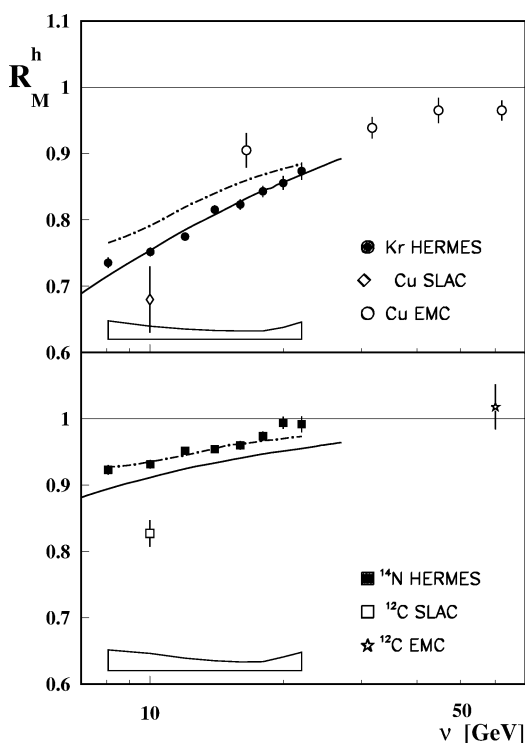 1.1
R_M^h
1
0.9
0.8
0.7
0.6
Kr HERMES
Cu SLAC
Cu EMC
1
0.9
0.8
0.7
0.6
¹⁴N HERMES
¹²C SLAC
¹²C EMC
10
50
ν [GeV]